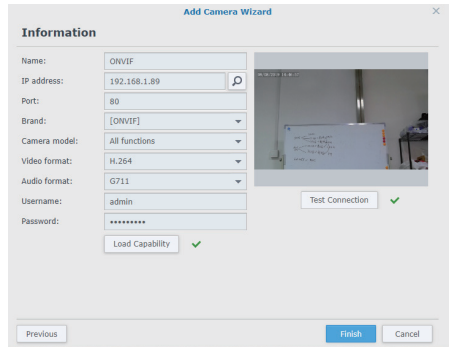 Add Camera Wizard
Information
Name: ONVIF
IP address: 192.168.1.89
Port: 80
Brand: [ONVIF]
Camera model: All functions
Video format: H.264
Audio format: G711
Username: admin
Password: •••••••••
Test Connection
Load Capability
Previous
Finish
Cancel